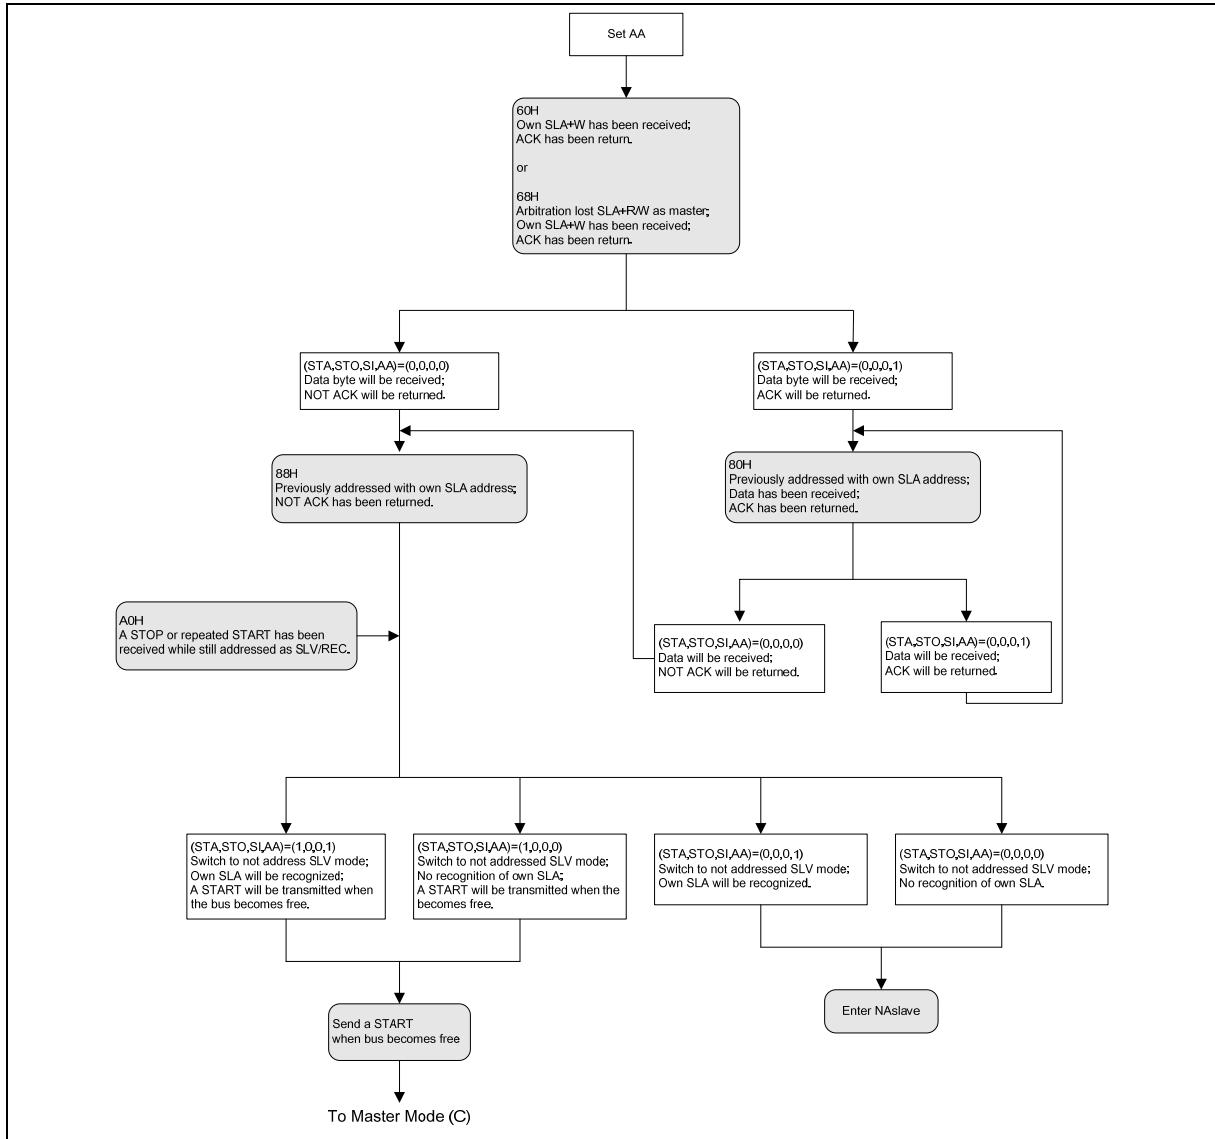 Set AA
60H
Own SLA+W has been received;
ACK has been return.
or
68H
Arbitration lost SLA+R/W as master;
Own SLA+W has been received;
ACK has been return.
(STA,STO,SI,AA)=(0,0,0,0)
Data byte will be received;
NOT ACK will be returned.
(STA,STO,SI,AA)=(0,0,0,1)
Data byte will be received;
ACK will be returned.
88H
Previously addressed with own SLA address;
NOT ACK has been returned.
80H
Previously addressed with own SLA address;
Data has been received;
ACK has been returned.
A0H
A STOP or repeated START has been
received while still addressed as SLV/REC.
(STA,STO,SI,AA)=(0,0,0,0)
Data will be received;
NOT ACK will be returned.
(STA,STO,SI,AA)=(0,0,0,1)
Data will be received;
ACK will be returned.
(STA,STO,SI,AA)=(1,0,0,1)
Switch to not address SLV mode;
Own SLA will be recognized;
A START will be transmitted when
the bus becomes free.
(STA,STO,SI,AA)=(1,0,0,0)
Switch to not addressed SLV mode;
No recognition of own SLA;
A START will be transmitted when the
becomes free.
(STA,STO,SI,AA)=(0,0,0,1)
Switch to not addressed SLV mode;
Own SLA will be recognized.
(STA,STO,SI,AA)=(0,0,0,0)
Switch to not addressed SLV mode;
No recognition of own SLA.
Send a START
when bus becomes free
Enter NAslave
To Master Mode (C)